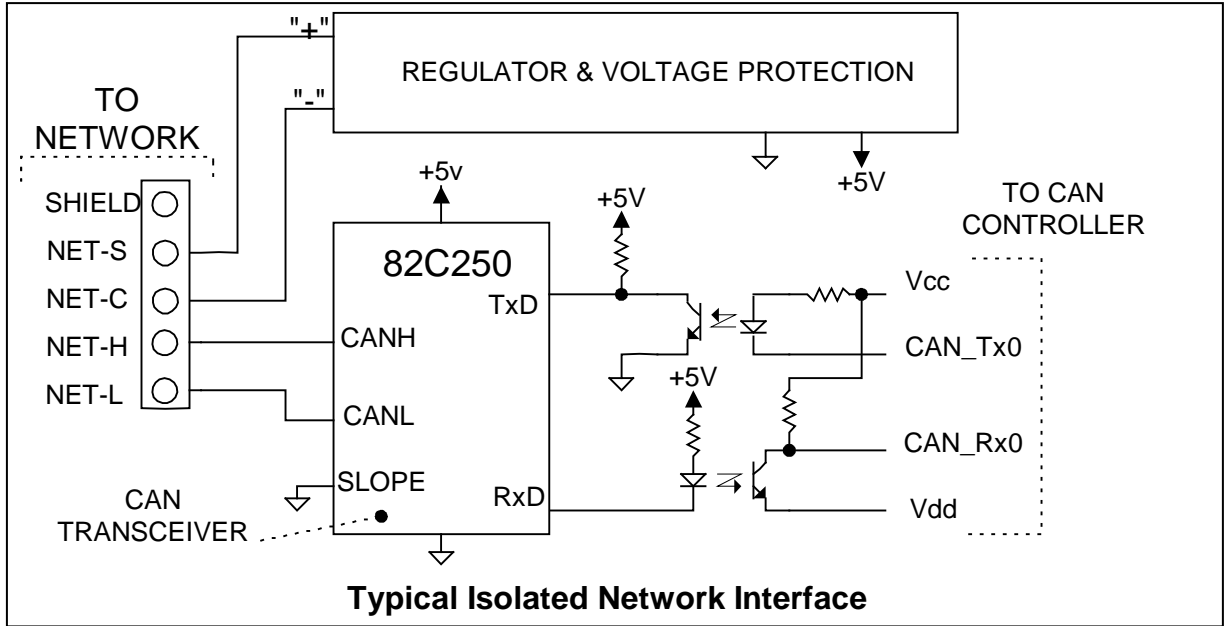 "+"
REGULATOR & VOLTAGE PROTECTION
"-"
TO
NETWORK
+5V
SHIELD
NET-S
NET-C
NET-H
NET-L
+5v
82C250
TxD
CANH
CANL
SLOPE
RxD
+5V
+5V
TO CAN
CONTROLLER
Vcc
CAN_Tx0
CAN_Rx0
Vdd
CAN
TRANSCEIVER
Typical Isolated Network Interface